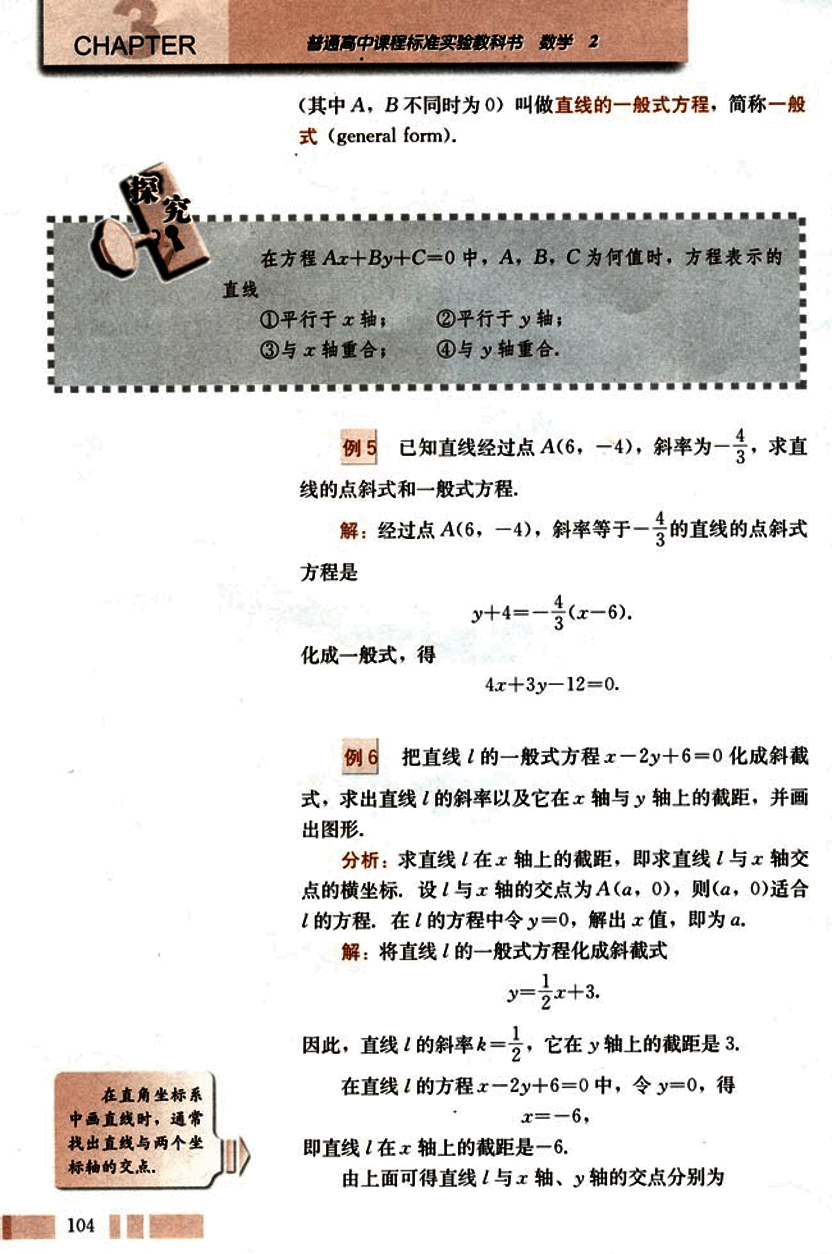 3
CHAPTER
普通高中课程标准实验教科书 数学 2
（其中 A，B 不同时为 0）叫做直线的一般式方程，简称一般
式（general form）.
探究
在方程 Ax+By+C=0 中，A，B，C 为何值时，方程表示的
直线
①平行于 x 轴； ②平行于 y 轴；
③与 x 轴重合； ④与 y 轴重合.
例 5 已知直线经过点 A(6，−4)，斜率为−4/3，求直
线的点斜式和一般式方程.
解：经过点 A(6，−4)，斜率等于−4/3的直线的点斜式
方程是
y+4=−4/3(x−6).
化成一般式，得
4x+3y−12=0.
例 6 把直线 l 的一般式方程 x−2y+6=0 化成斜截
式，求出直线 l 的斜率以及它在 x 轴与 y 轴上的截距，并画
出图形.
分析：求直线 l 在 x 轴上的截距，即求直线 l 与 x 轴交
点的横坐标. 设 l 与 x 轴的交点为 A(a，0)，则(a，0)适合
l 的方程. 在 l 的方程中令 y=0，解出 x 值，即为 a.
解：将直线 l 的一般式方程化成斜截式
y=1/2x+3.
因此，直线 l 的斜率 k=1/2，它在 y 轴上的截距是 3.
在直线 l 的方程 x−2y+6=0 中，令 y=0，得
x=−6，
即直线 l 在 x 轴上的截距是−6.
由上面可得直线 l 与 x 轴、y 轴的交点分别为
在直角坐标系
中画直线时，通常
找出直线与两个坐
标轴的交点.
104